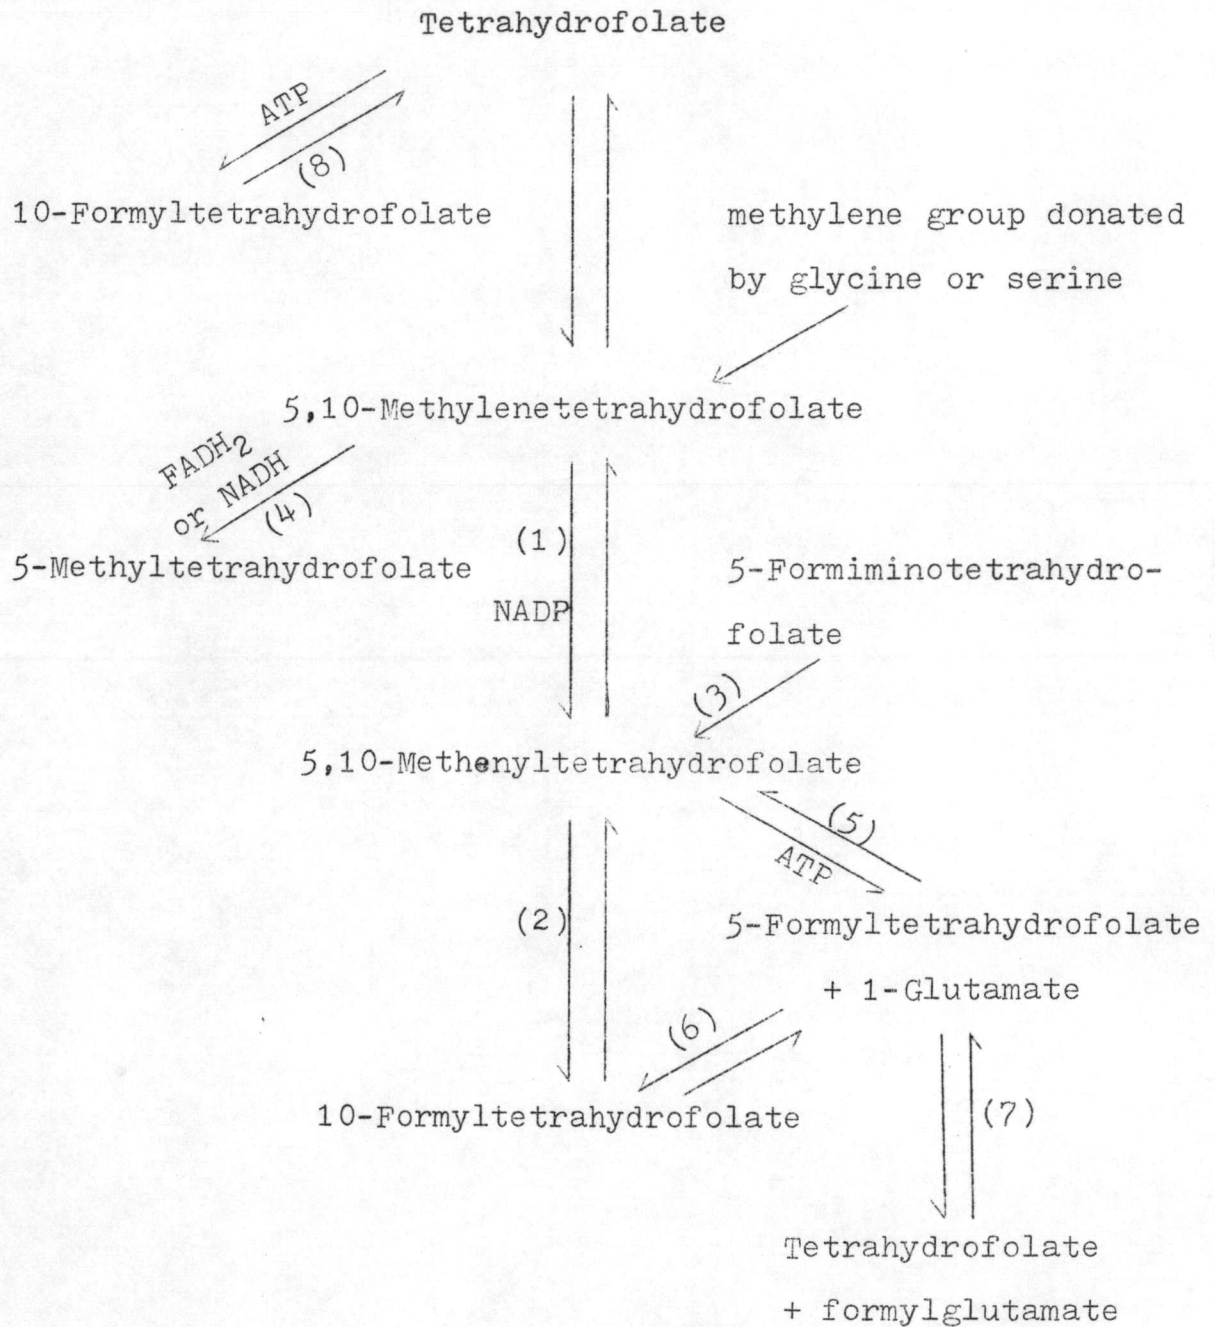 Tetrahydrofolate
ATP
(8)
10-Formyltetrahydrofolate
methylene group donated
by glycine or serine
5,10-Methylenetetrahydrofolate
FADH2
or NADH
(4)
(1)
5-Methyltetrahydrofolate
5-Formiminotetrahydro-
NADP
folate
(3)
5,10-Methenyltetrahydrofolate
(5)
ATP
(2)
5-Formyltetrahydrofolate
+ 1-Glutamate
(6)
10-Formyltetrahydrofolate
(7)
Tetrahydrofolate
+ formylglutamate